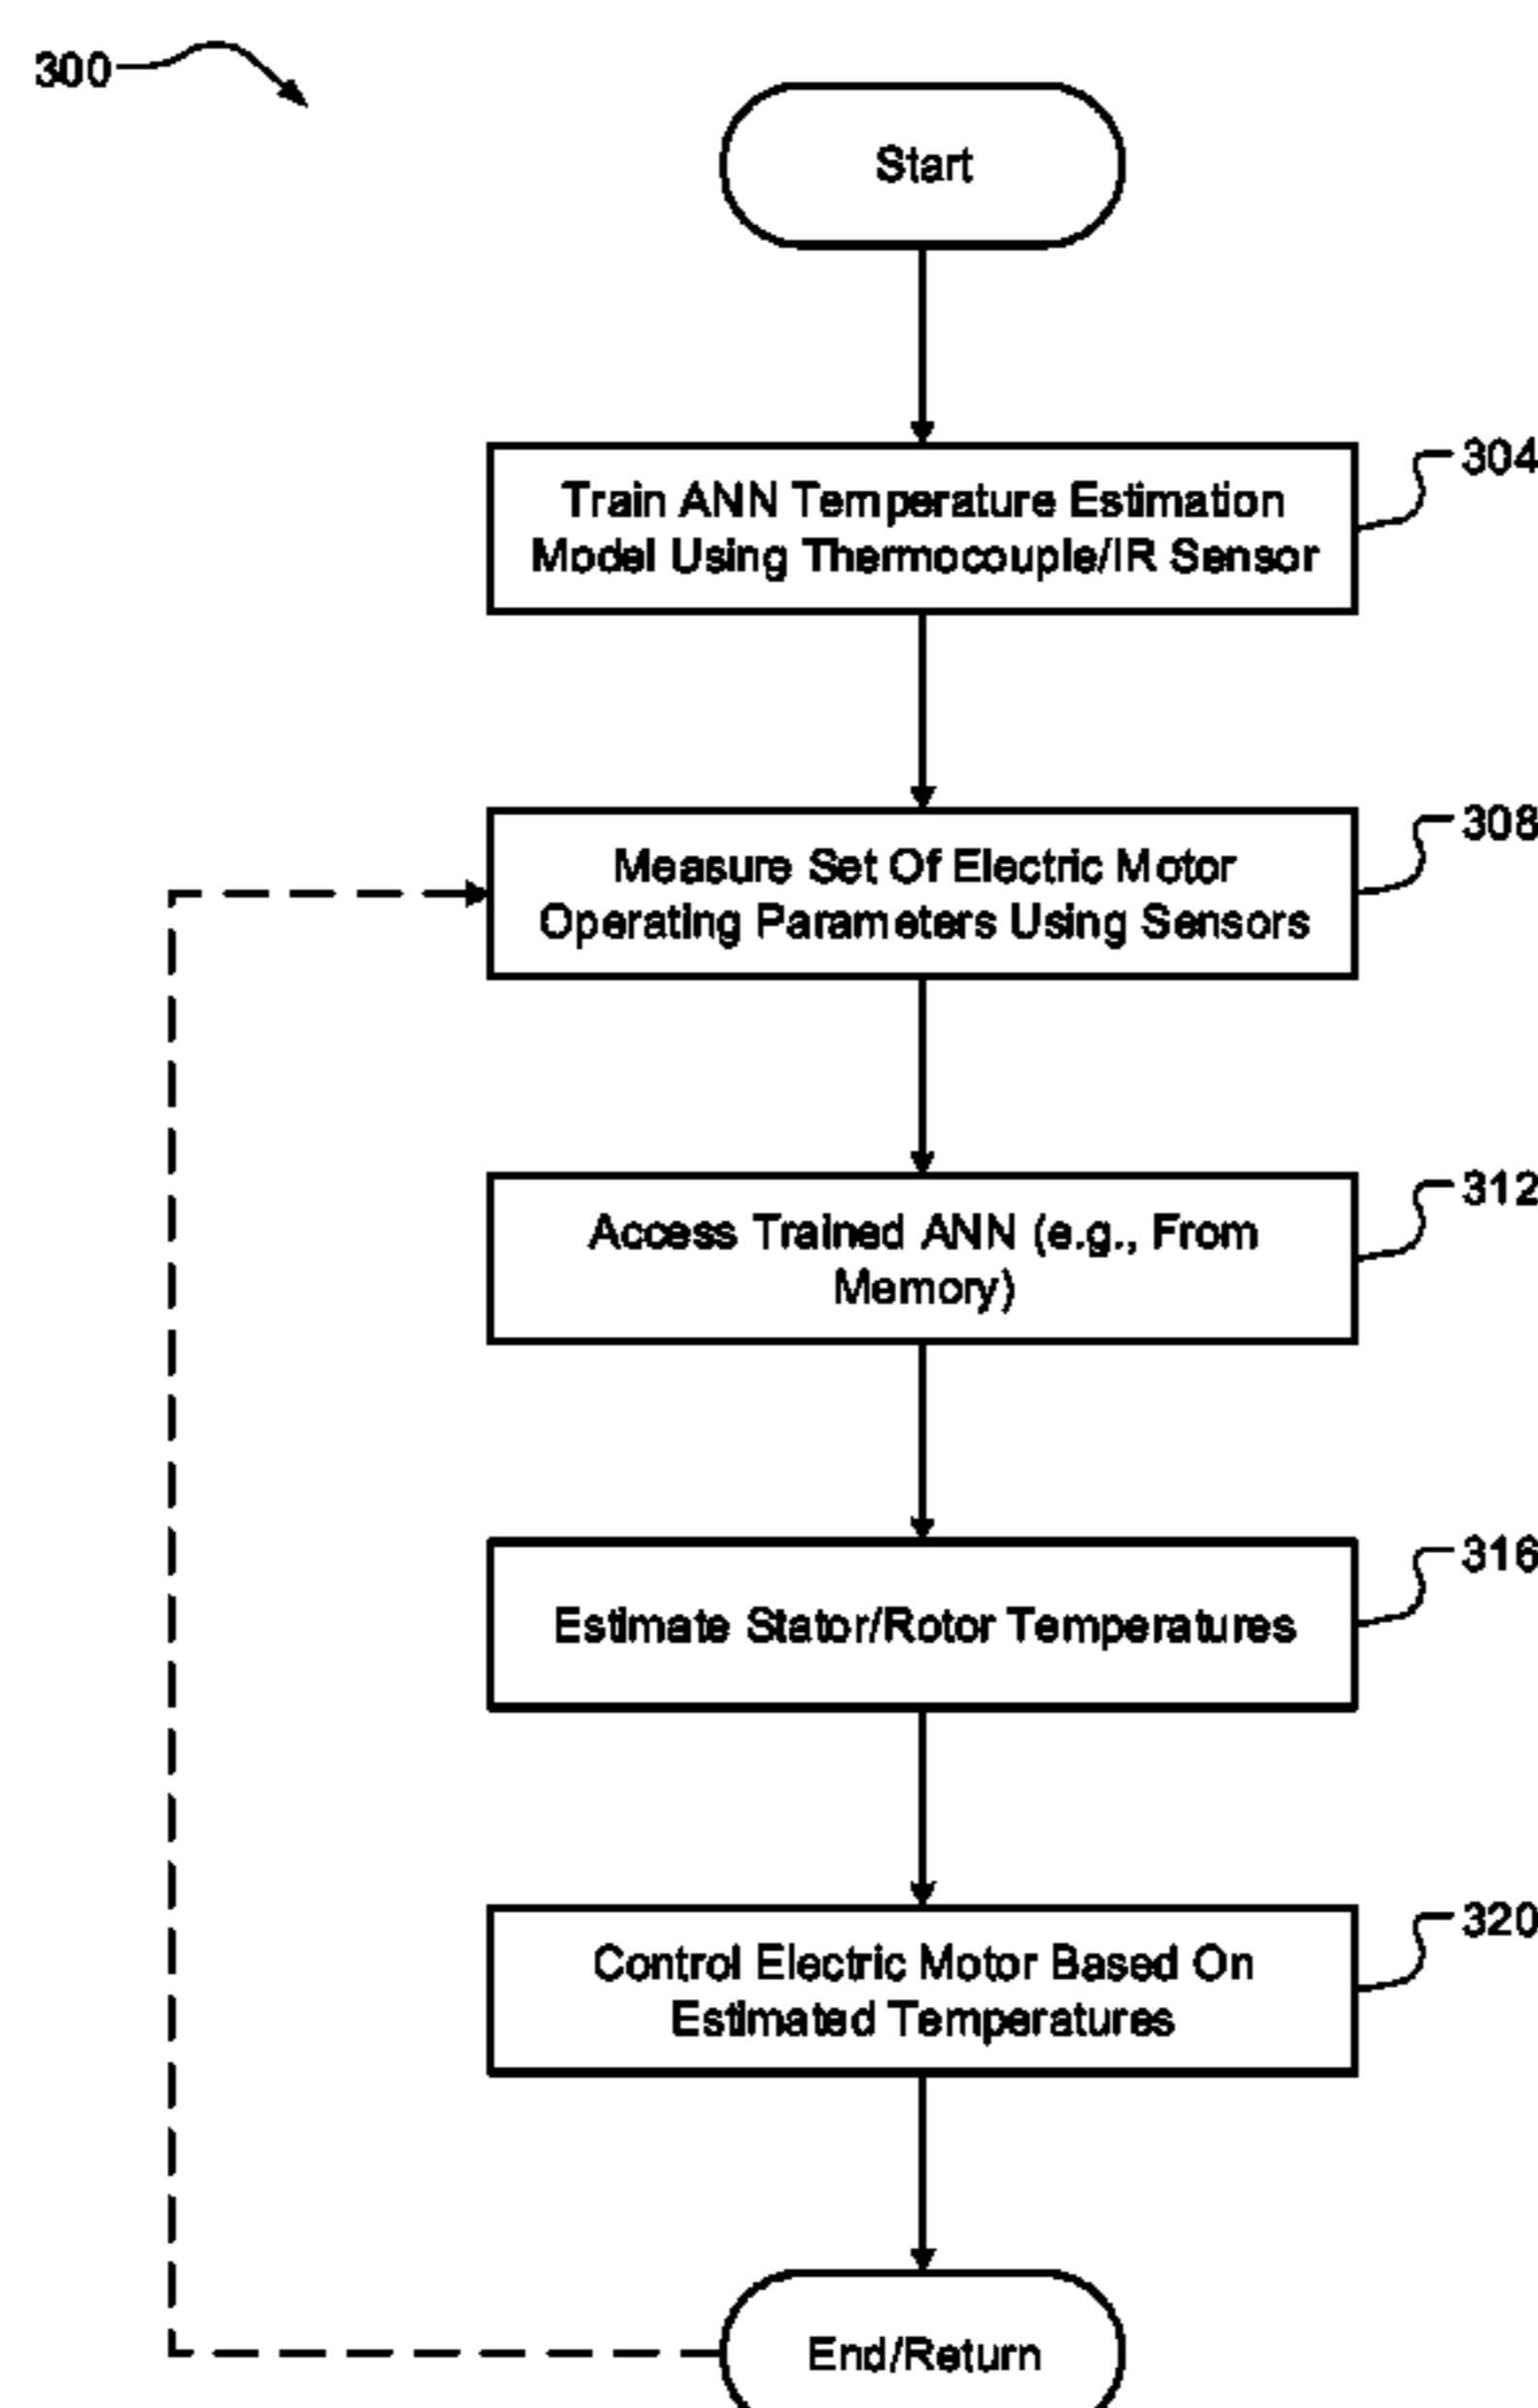 300
Start
304
Train ANN Temperature Estimation
Model Using Thermocouple/IR Sensor
308
Measure Set Of Electric Motor
Operating Parameters Using Sensors
312
Access Trained ANN (e.g., From
Memory)
316
Estimate Stator/Rotor Temperatures
320
Control Electric Motor Based On
Estimated Temperatures
End/Return